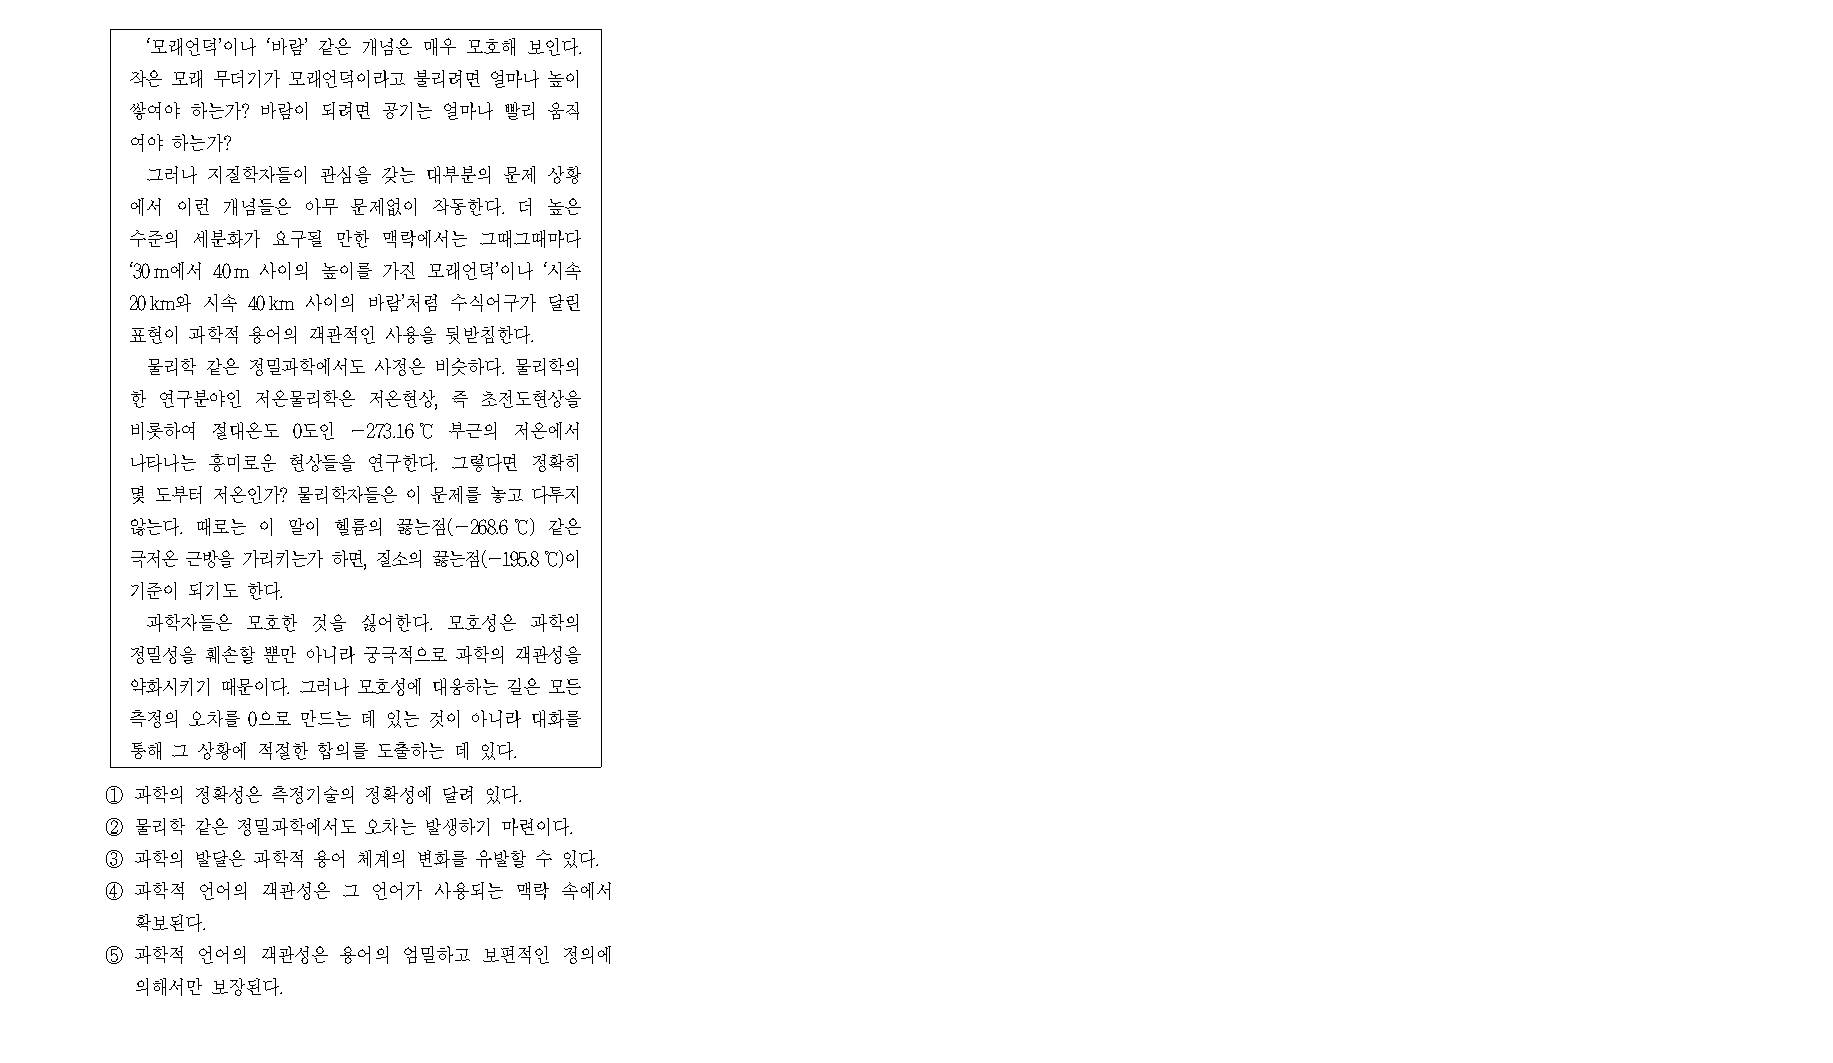 ‘모래언덕’이나 ‘바람’ 같은 개념은 매우 모호해 보인다.
작은 모래 무더기가 모래언덕이라고 불리려면 얼마나 높이
쌓여야 하는가? 바람이 되려면 공기는 얼마나 빨리 움직
여야 하는가?
그러나 지질학자들이 관심을 갖는 대부분의 문제 상황
에서 이런 개념들은 아무 문제없이 작동한다. 더 높은
수준의 세분화가 요구될 만한 맥락에서는 그때그때마다
‘30 m에서 40 m 사이의 높이를 가진 모래언덕’이나 ‘시속
20 km와 시속 40 km 사이의 바람’처럼 수식어구가 달린
표현이 과학적 용어의 객관적인 사용을 뒷받침한다.
물리학 같은 정밀과학에서도 사정은 비슷하다. 물리학의
한 연구분야인 저온물리학은 저온현상, 즉 초전도현상을
비롯하여 절대온도 0도인 －273.16 ℃ 부근의 저온에서
나타나는 흥미로운 현상들을 연구한다. 그렇다면 정확히
몇 도부터 저온인가? 물리학자들은 이 문제를 놓고 다투지
않는다. 때로는 이 말이 헬륨의 끓는점(－268.6 ℃) 같은
극저온 근방을 가리키는가 하면, 질소의 끓는점(－195.8 ℃)이
기준이 되기도 한다.
과학자들은 모호한 것을 싫어한다. 모호성은 과학의
정밀성을 훼손할 뿐만 아니라 궁극적으로 과학의 객관성을
약화시키기 때문이다. 그러나 모호성에 대응하는 길은 모든
측정의 오차를 0으로 만드는 데 있는 것이 아니라 대화를
통해 그 상황에 적절한 합의를 도출하는 데 있다.
① 과학의 정확성은 측정기술의 정확성에 달려 있다.
② 물리학 같은 정밀과학에서도 오차는 발생하기 마련이다.
③ 과학의 발달은 과학적 용어 체계의 변화를 유발할 수 있다.
④ 과학적 언어의 객관성은 그 언어가 사용되는 맥락 속에서
확보된다.
⑤ 과학적 언어의 객관성은 용어의 엄밀하고 보편적인 정의에
의해서만 보장된다.